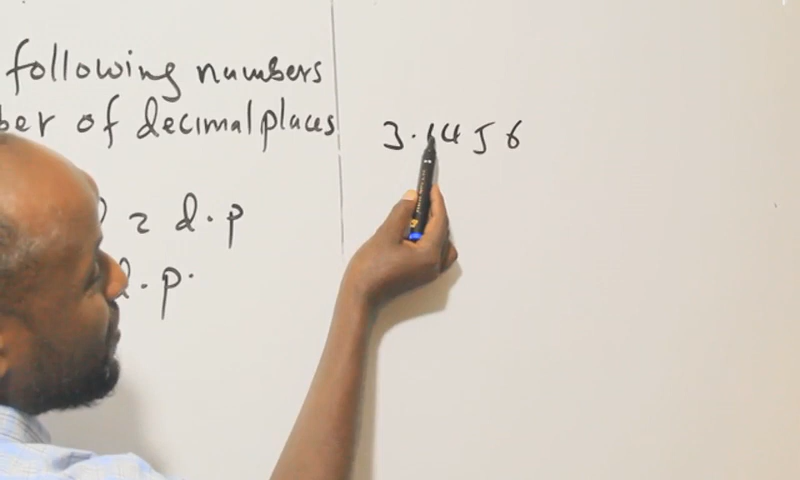 following numbers
ber of decimal places
3.1456
) 2 d.p
d.p.